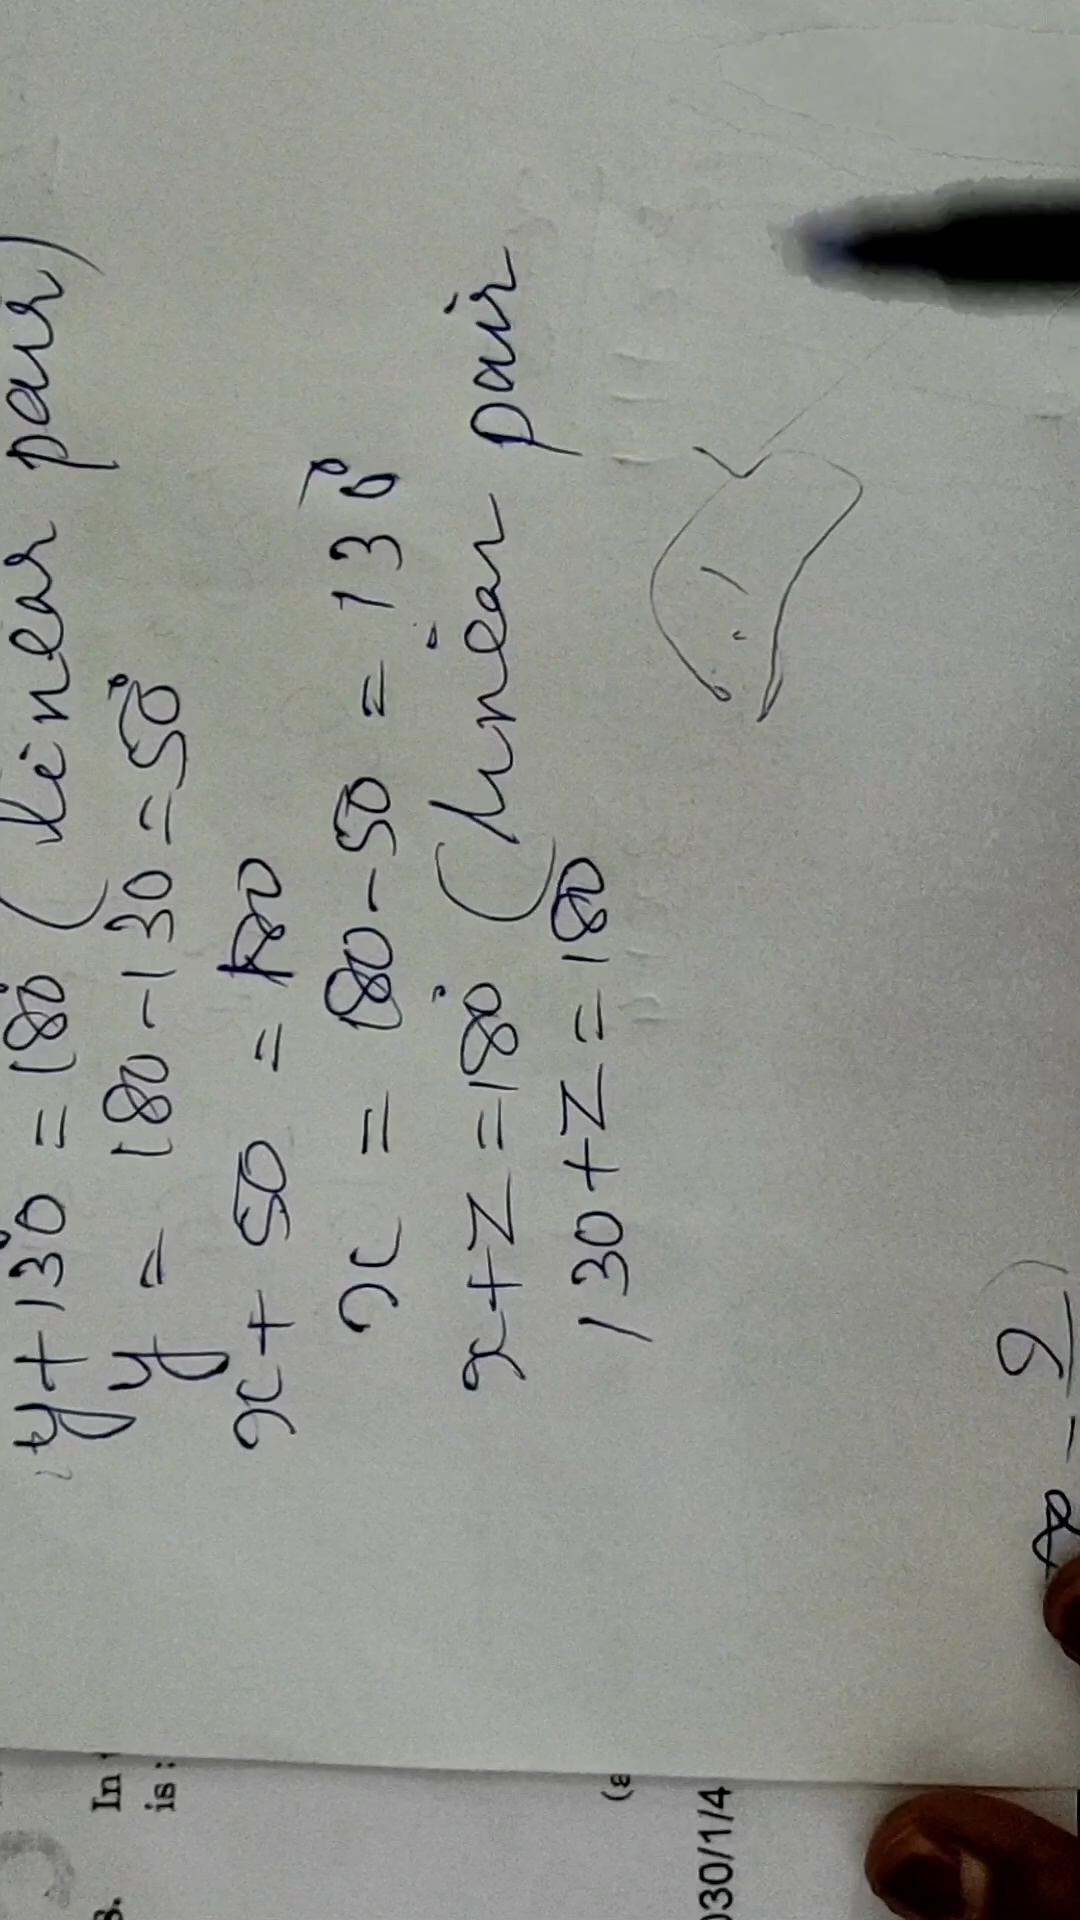 y + 130° = 180° (linear pair)
y = 180 - 130 = 50°
x + 50 = 180
x = 180 - 50 = 130°
x + z = 180° (linear pair
130 + z = 180
- 9
In
is :
(a
030/1/4